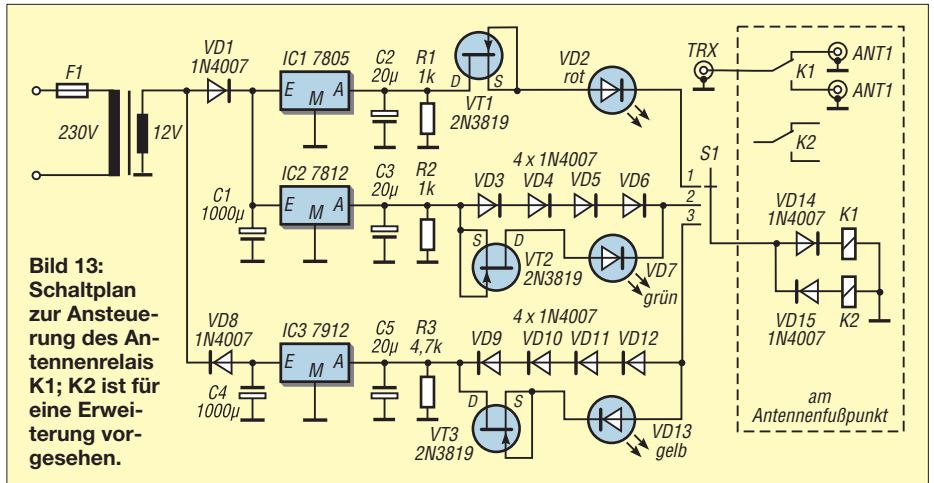 F1
230V
12V
VD1
1N4007
IC1 7805
E
M
A
C2
20µ
R1
1k
D
S
VT1
2N3819
VD2
rot
TRX
K1
ANT1
ANT1
K2
C1
1000µ
IC2 7812
E
M
A
C3
20µ
R2
1k
4 x 1N4007
VD3
VD4
VD5
VD6
S
D
VT2
2N3819
VD7
grün
S1
1
2
3
VD14
1N4007
K1
VD15
1N4007
K2
am
Antennenfußpunkt
VD8
1N4007
C4
1000µ
IC3 7912
E
M
A
C5
20µ
R3
4,7k
4 x 1N4007
VD9
VD10
VD11
VD12
D
S
VT3
2N3819
VD13
gelb
Bild 13:
Schaltplan
zur Ansteue-
rung des An-
tennenrelais
K1; K2 ist für
eine Erwei-
terung vor-
gesehen.